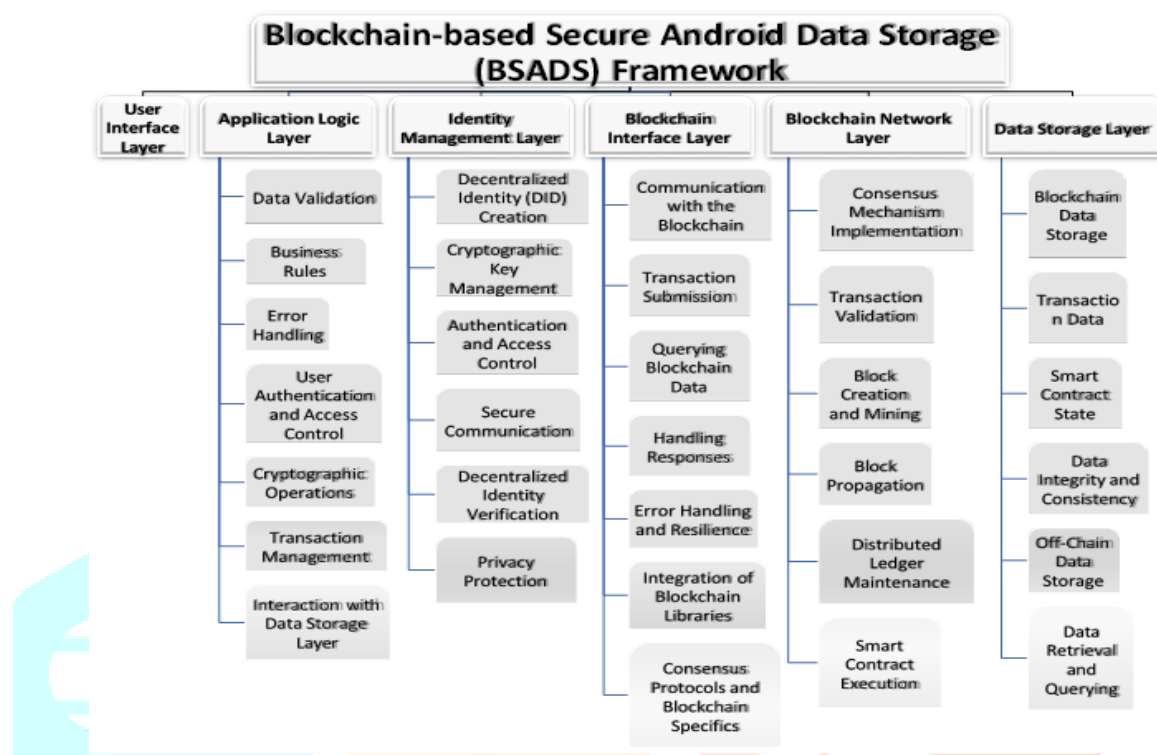 Blockchain-based Secure Android Data Storage
(BSADS) Framework
User
Interface
Layer
Application Logic
Layer
Data Validation
Business
Rules
Error
Handling
User
Authentication
and Access
Control
Cryptographic
Operations
Transaction
Management
Interaction with
Data Storage
Layer
Identity
Management Layer
Decentralized
Identity (DID)
Creation
Cryptographic
Key
Management
Authentication
and Access
Control
Secure
Communication
Decentralized
Identity
Verification
Privacy
Protection
Blockchain
Interface Layer
Communication
with the
Blockchain
Transaction
Submission
Querying
Blockchain
Data
Handling
Responses
Error Handling
and Resilience
Integration of
Blockchain
Libraries
Consensus
Protocols and
Blockchain
Specifics
Blockchain Network
Layer
Consensus
Mechanism
Implementation
Transaction
Validation
Block
Creation
and Mining
Block
Propagation
Distributed
Ledger
Maintenance
Smart
Contract
Execution
Data Storage Layer
Blockchain
Data
Storage
Transactio
n Data
Smart
Contract
State
Data
Integrity and
Consistency
Off-Chain
Data
Storage
Data
Retrieval
and
Querying